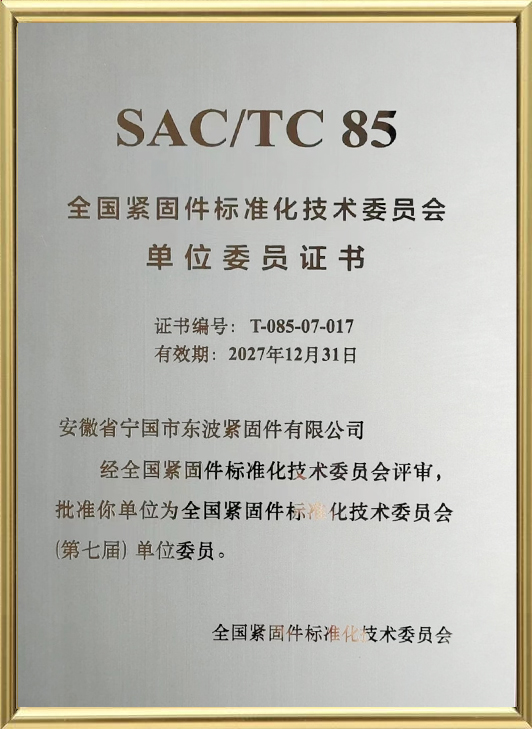 SAC/TC 85
全国紧固件标准化技术委员会
单位委员证书
证书编号：T-085-07-017
有效期：2027年12月31日
安徽省宁国市东波紧固件有限公司
经全国紧固件标准化技术委员会评审，
批准你单位为全国紧固件标准化技术委员会
（第七届）单位委员。
全国紧固件标准化技术委员会